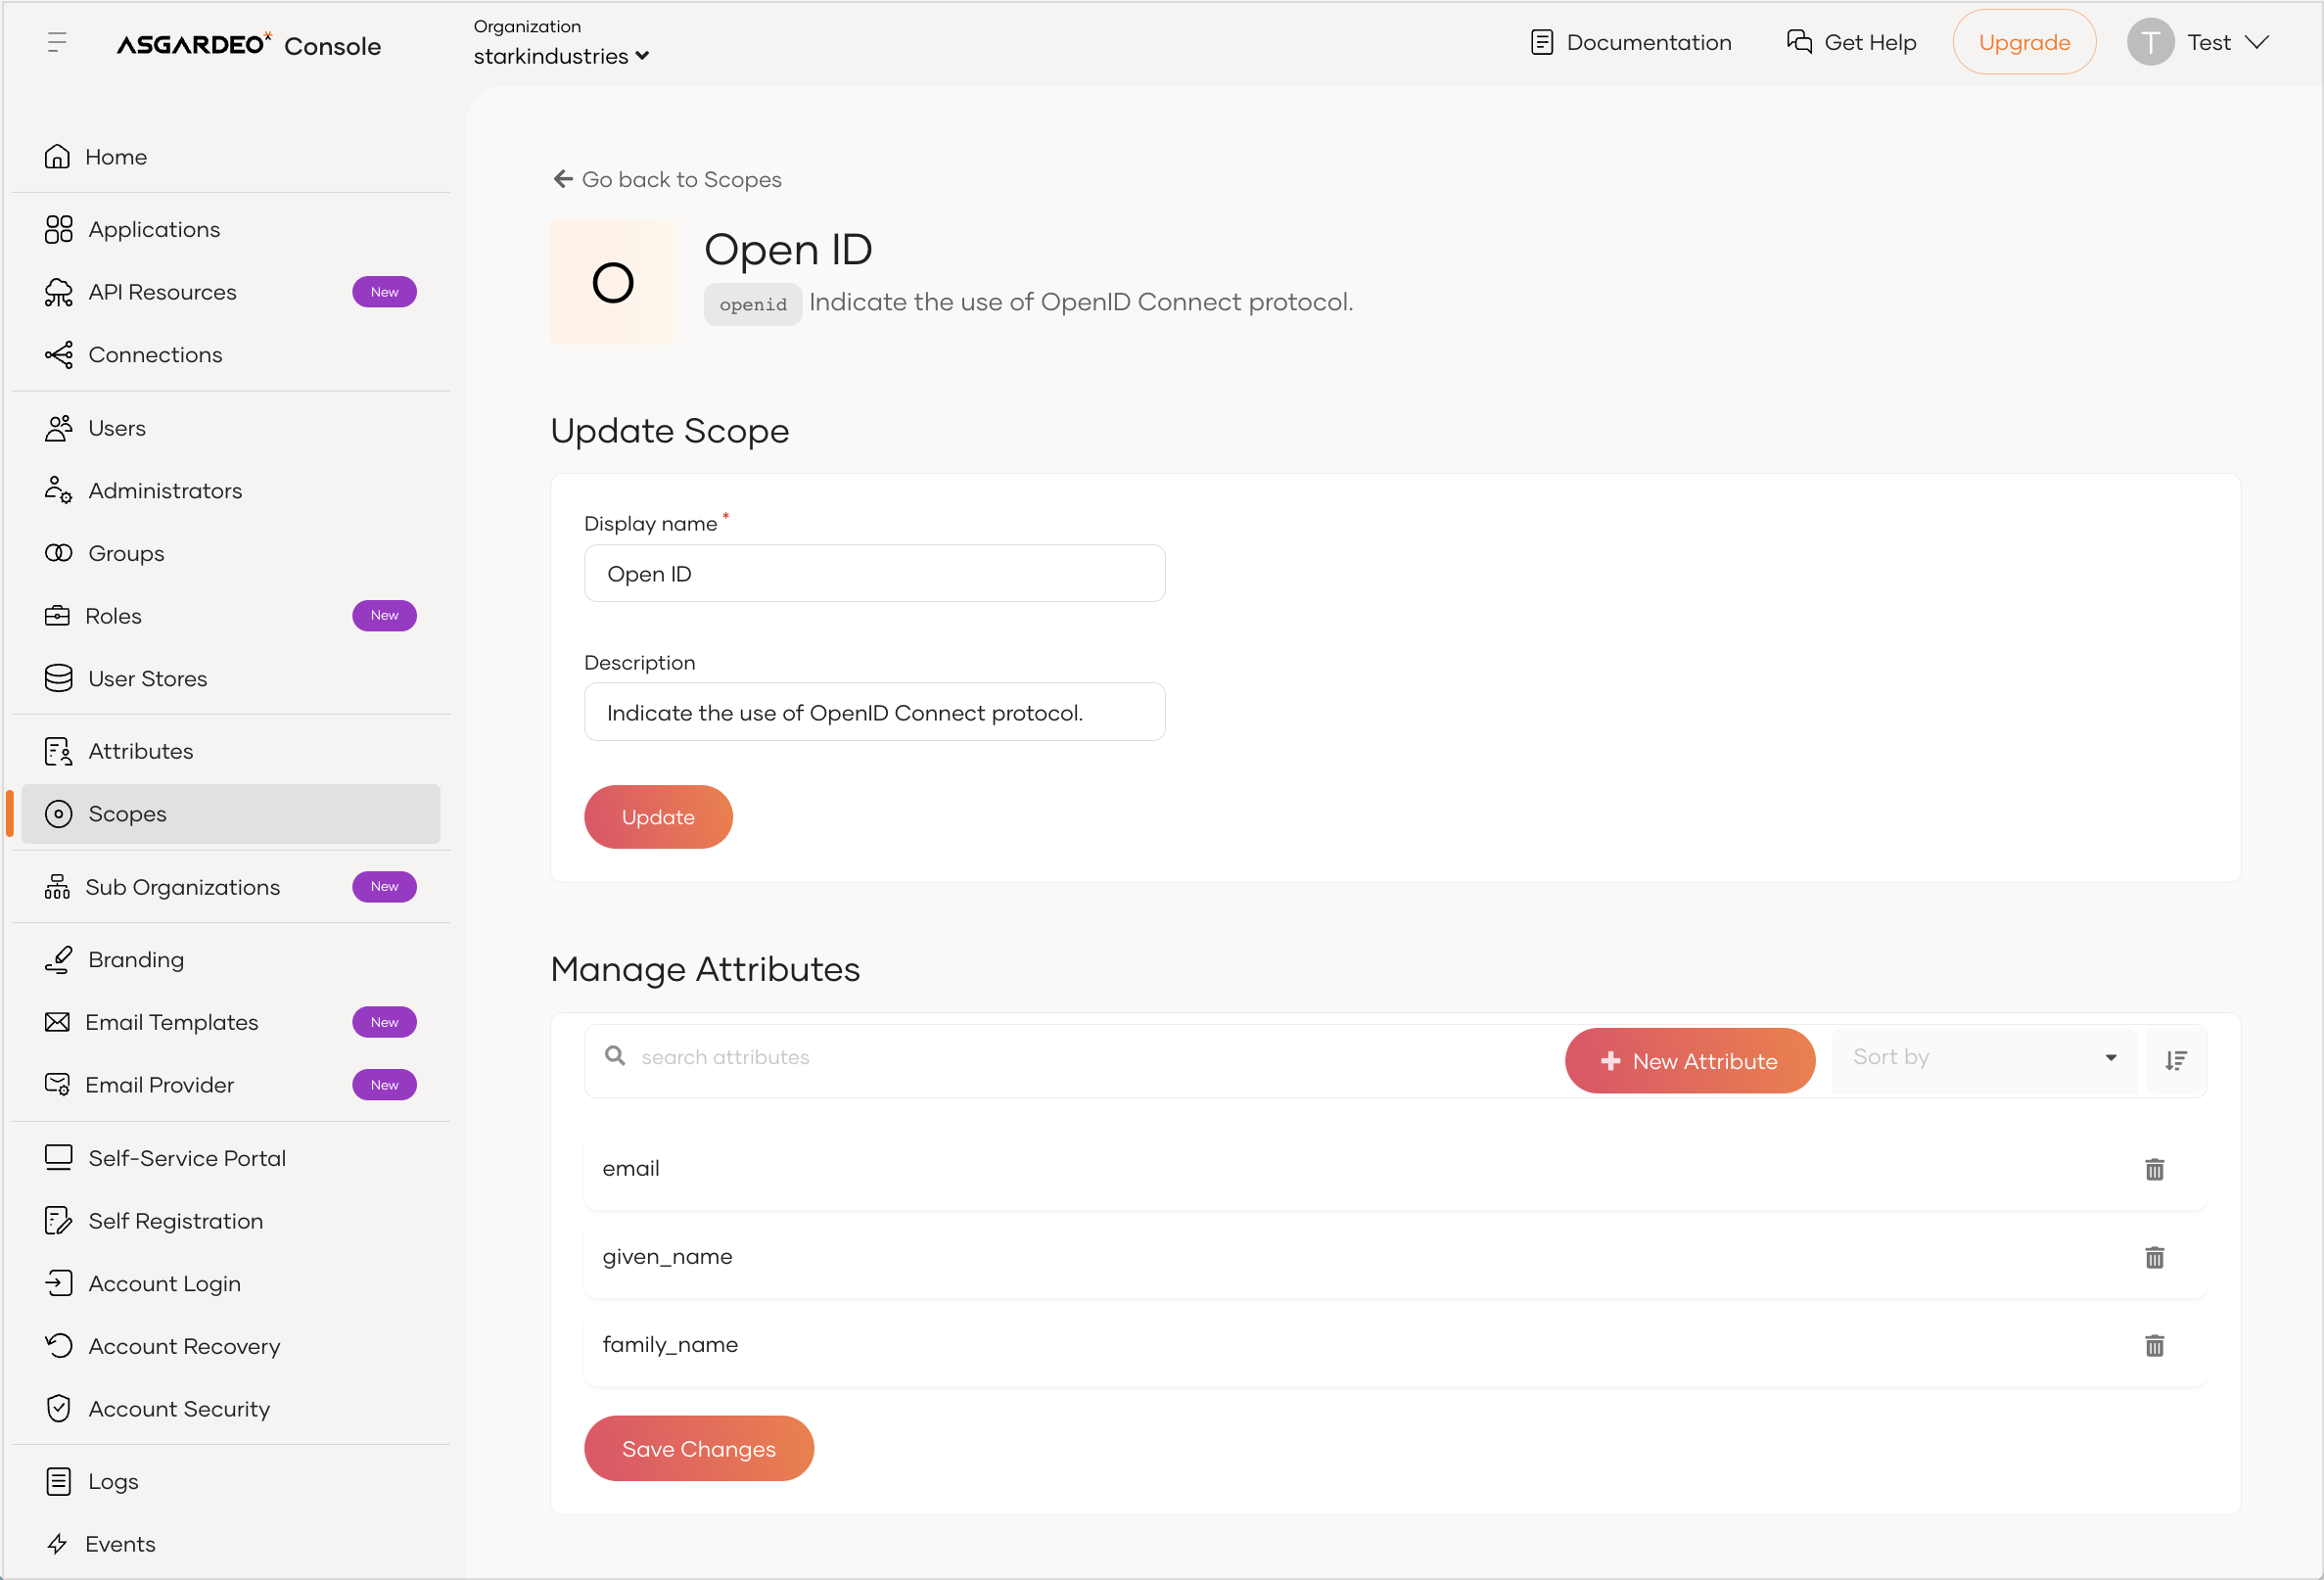 ASGARDEO Console
Organization
starkindustries
Documentation
Get Help
Upgrade
T
Test
Home
Applications
API Resources New
Connections
Users
Administrators
Groups
Roles New
User Stores
Attributes
Scopes
Sub Organizations New
Branding
Email Templates New
Email Provider New
Self-Service Portal
Self Registration
Account Login
Account Recovery
Account Security
Logs
Events
Go back to Scopes
O
Open ID
openid Indicate the use of OpenID Connect protocol.
Update Scope
Display name *
Open ID
Description
Indicate the use of OpenID Connect protocol.
Update
Manage Attributes
search attributes
New Attribute
Sort by
email
given_name
family_name
Save Changes